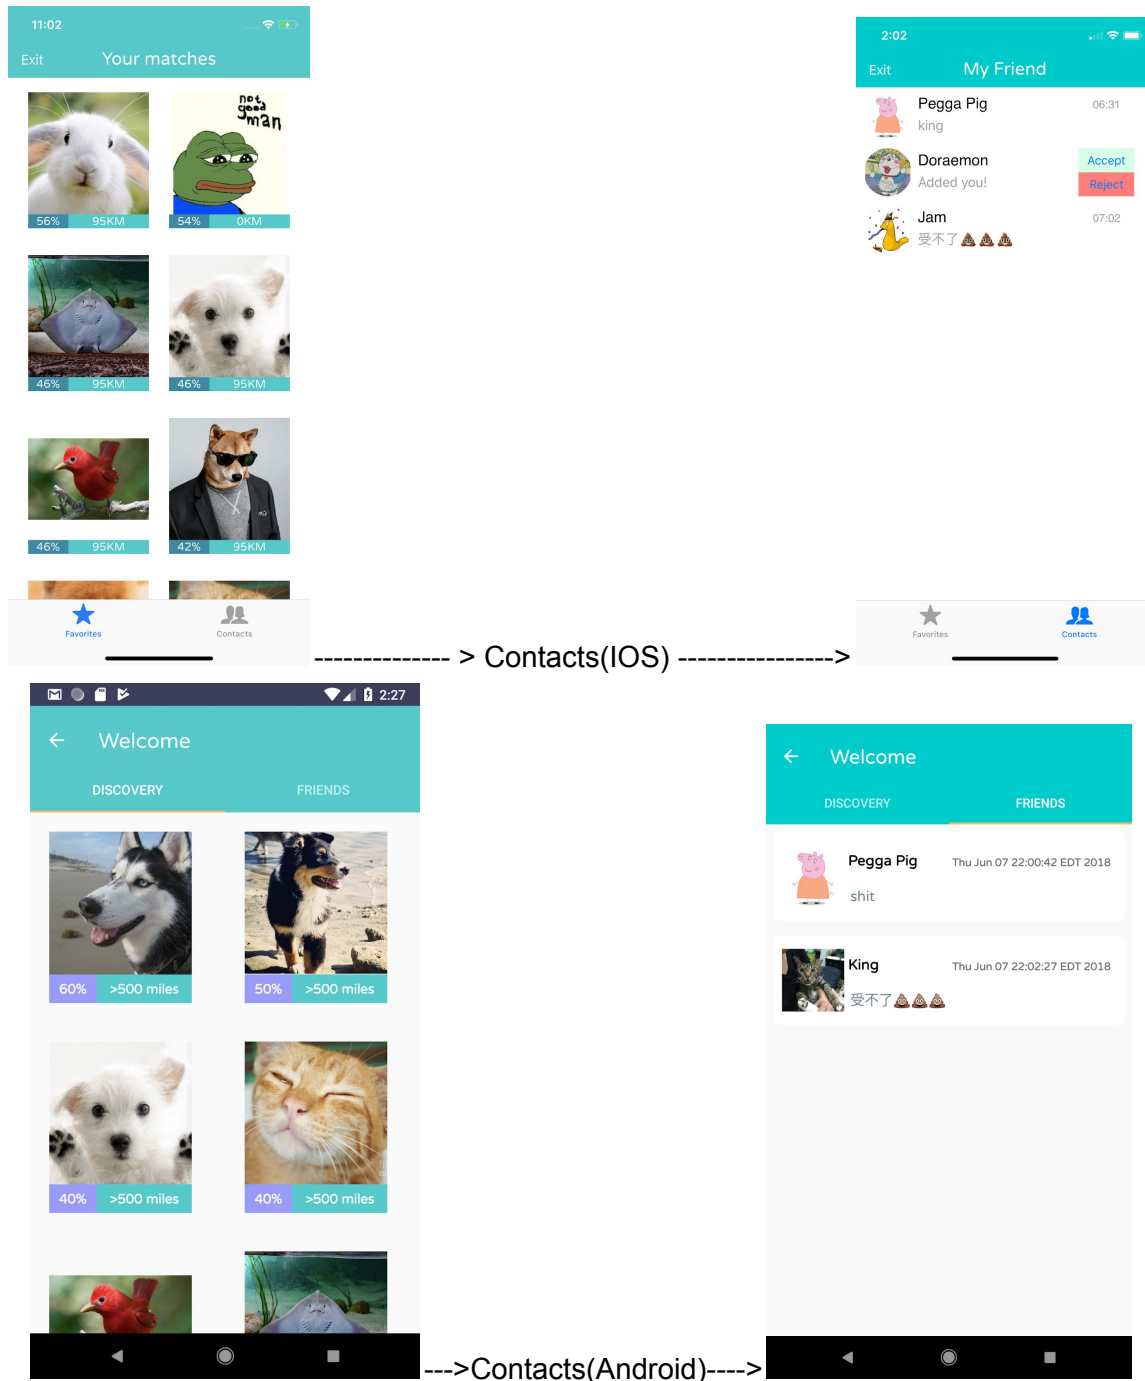 11:02
Exit Your matches
not
good
man
56% 95KM 54% 0KM
46% 95KM 46% 95KM
46% 95KM 42% 95KM
Favorites Contacts
-------------- > Contacts(IOS) ---------------->
2:02
Exit My Friend
Pegga Pig 06:31
king
Doraemon Accept
Added you! Reject
Jam 07:02
受不了💩💩💩
Favorites Contacts
2:27
← Welcome
DISCOVERY FRIENDS
60% >500 miles 50% >500 miles
40% >500 miles 40% >500 miles
--->Contacts(Android)---->
← Welcome
DISCOVERY FRIENDS
Pegga Pig Thu Jun 07 22:00:42 EDT 2018
shit
King Thu Jun 07 22:02:27 EDT 2018
受不了💩💩💩